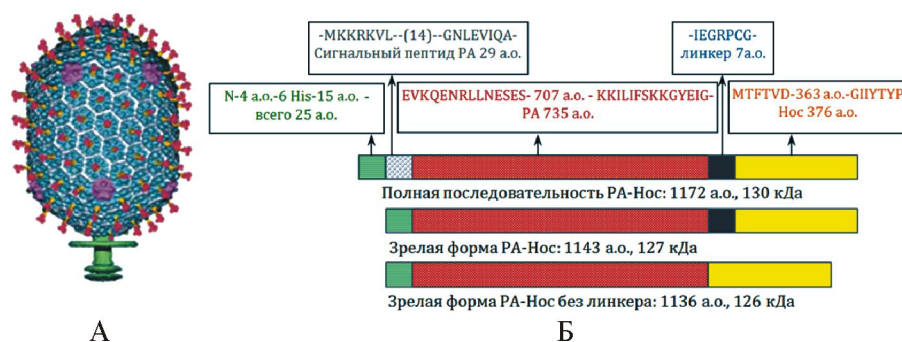 -MKKRKVL--(14)--GNLEVIQA-
Сигнальный пептид PA 29 а.о.
-IEGRPCG-
линкер 7а.о.
N-4 а.о.-6 His-15 а.о. -
всего 25 а.о.
EVKQENRLLNESES- 707 а.о. - KKILIFSKKGYEIG-
PA 735 а.о.
MTFTVD-363 а.о.-GIIYTYP
Hoc 376 а.о.
Полная последовательность PA-Hoc: 1172 а.о., 130 кДа
Зрелая форма PA-Hoc: 1143 а.о., 127 кДа
Зрелая форма PA-Hoc без линкера: 1136 а.о., 126 кДа
А
Б